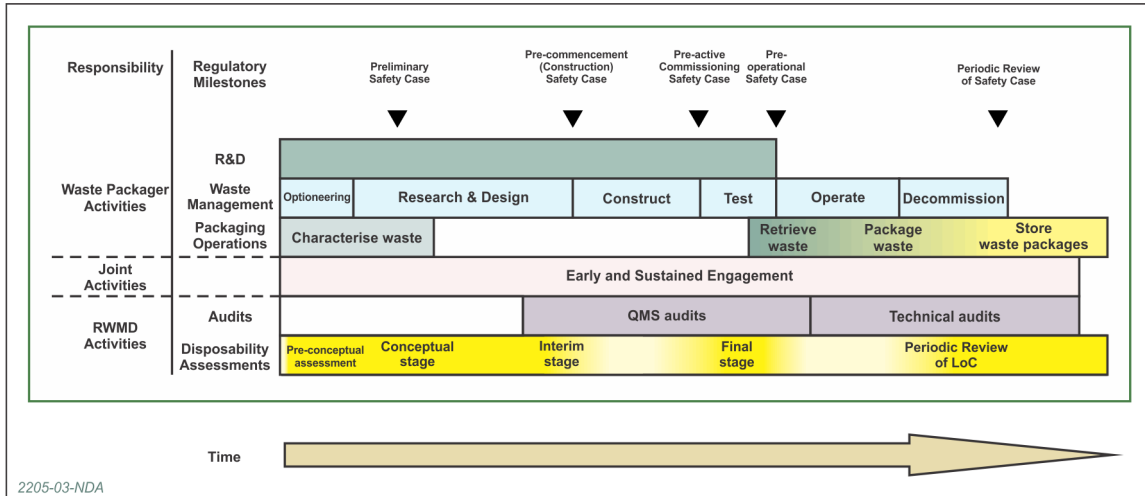 Responsibility
Regulatory
Milestones
Preliminary
Safety Case
Pre-commencement
(Construction)
Safety Case
Pre-active
Commissioning
Safety Case
Pre-
operational
Safety Case
Periodic Review
of Safety Case
Waste Packager
Activities
R&D
Waste
Management
Optioneering
Research & Design
Construct
Test
Operate
Decommission
Packaging
Operations
Characterise waste
Retrieve
waste
Package
waste
Store
waste packages
Joint
Activities
Early and Sustained Engagement
RWMD
Activities
Audits
QMS audits
Technical audits
Disposability
Assessments
Pre-conceptual
assessment
Conceptual
stage
Interim
stage
Final
stage
Periodic Review
of LoC
Time
2205-03-NDA